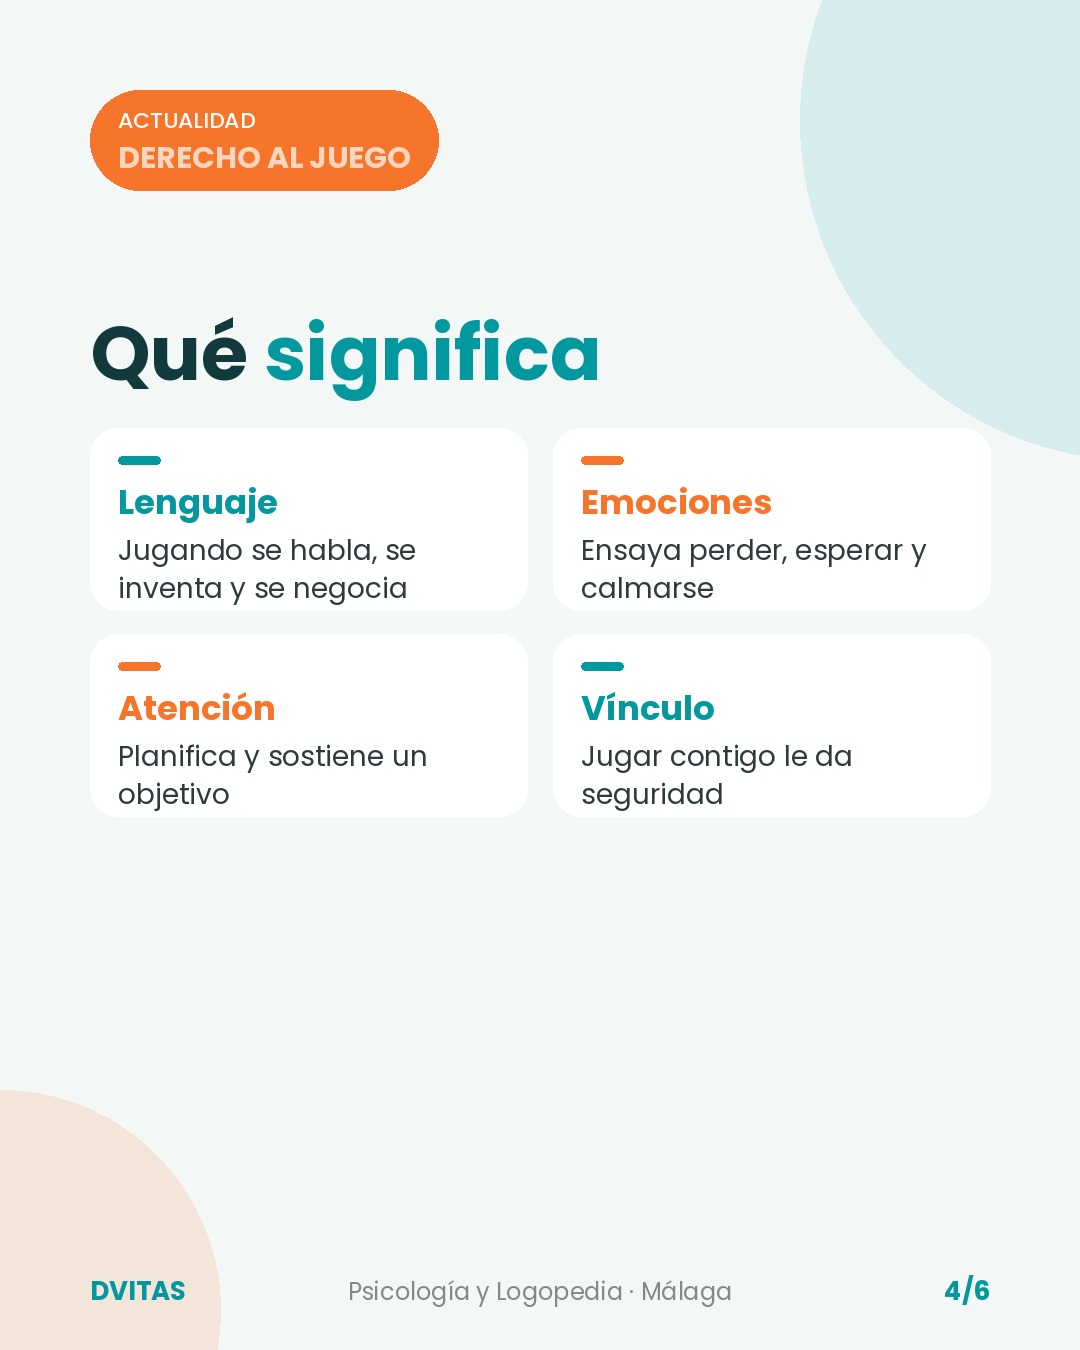 ACTUALIDAD
DERECHO AL JUEGO
Qué significa
Lenguaje
Jugando se habla, se
inventa y se negocia
Emociones
Ensaya perder, esperar y
calmarse
Atención
Planifica y sostiene un
objetivo
Vínculo
Jugar contigo le da
seguridad
DVITAS
Psicología y Logopedia · Málaga
4/6